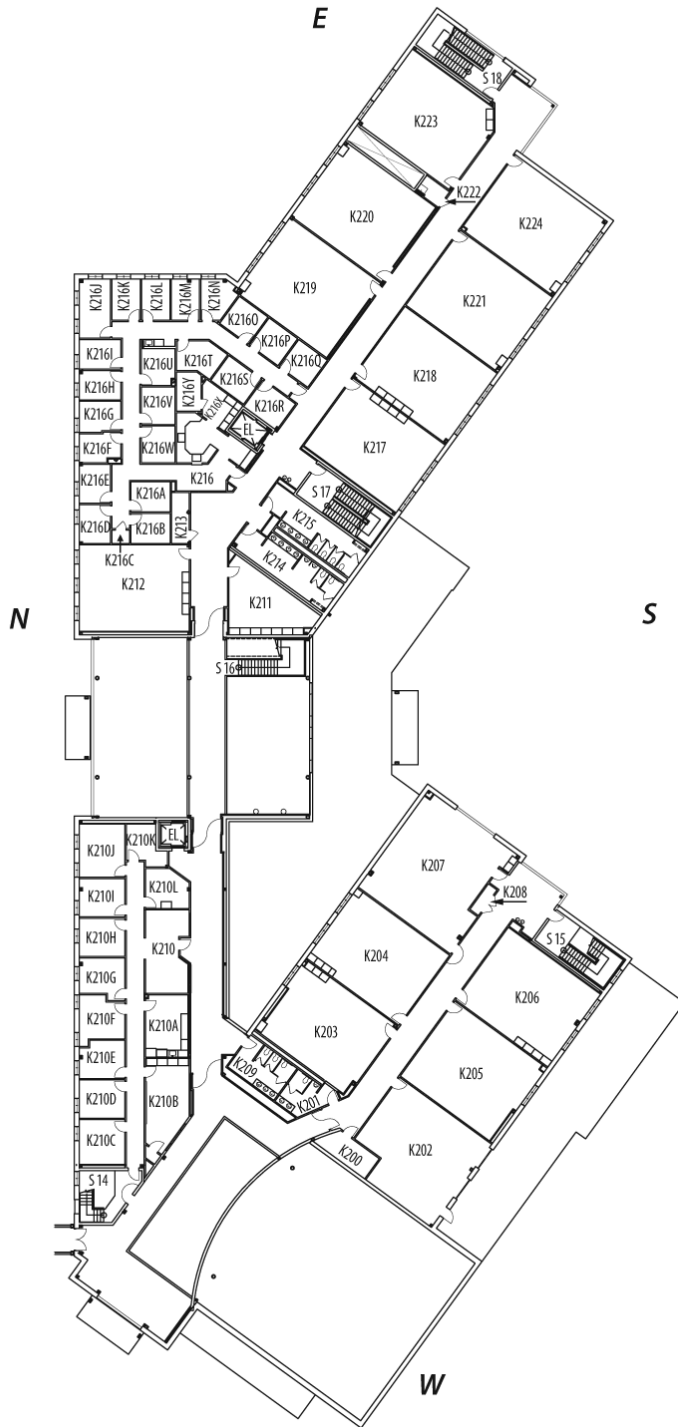 E
S 18
K223
K222
K224
K220
K221
K219
K216J
K216K
K216L
K216M
K216N
K216O
K216P
K216Q
K218
K216I
K216U
K216T
K216S
K216H
K216Y
K216R
K216V
K216X
K216G
EL
K217
K216F
K216W
K216E
K216
S 17
K216A
K216D
K216B
K213
K215
K216C
K214
K212
K211
N
S
S 16
EL
K210J
K210K
K207
K208
K210I
K210L
S 15
K210H
K210
K204
K206
K210G
K210F
K210A
K203
K205
K210E
K209
K201
K210D
K210B
K210C
K200
K202
S 14
W